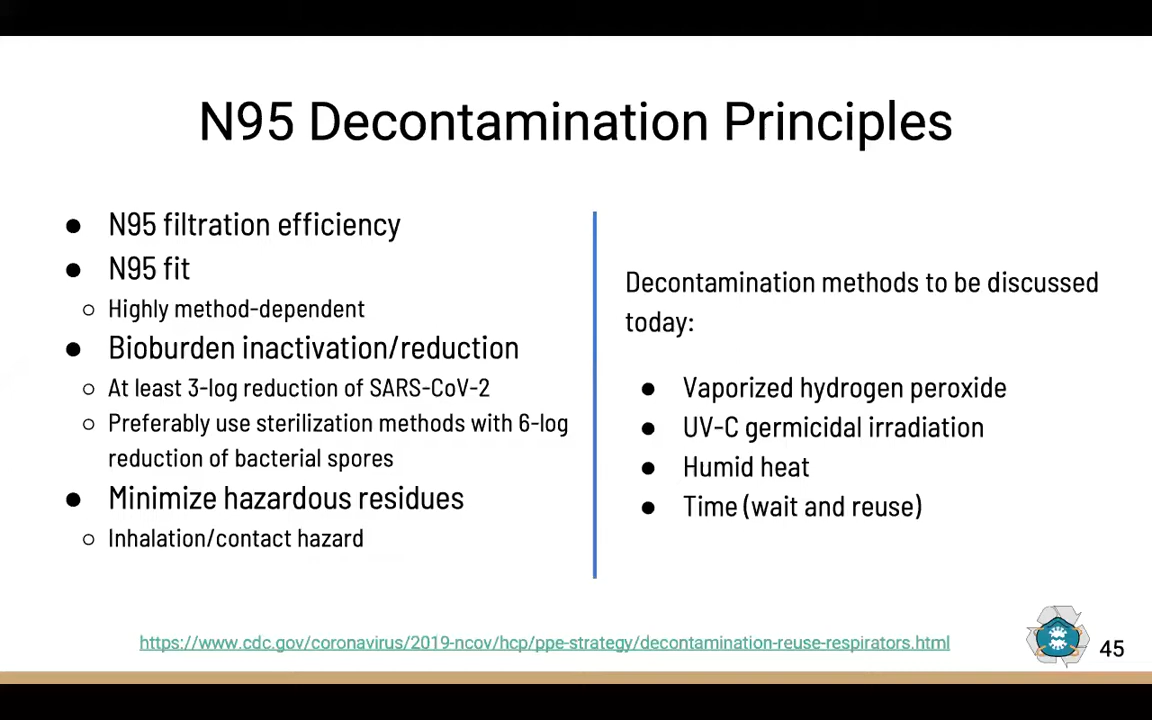 N95 Decontamination Principles
● N95 filtration efficiency
● N95 fit
○ Highly method-dependent
● Bioburden inactivation/reduction
○ At least 3-log reduction of SARS-CoV-2
○ Preferably use sterilization methods with 6-log
reduction of bacterial spores
● Minimize hazardous residues
○ Inhalation/contact hazard
Decontamination methods to be discussed
today:
● Vaporized hydrogen peroxide
● UV-C germicidal irradiation
● Humid heat
● Time (wait and reuse)
https://www.cdc.gov/coronavirus/2019-ncov/hcp/ppe-strategy/decontamination-reuse-respirators.html
45